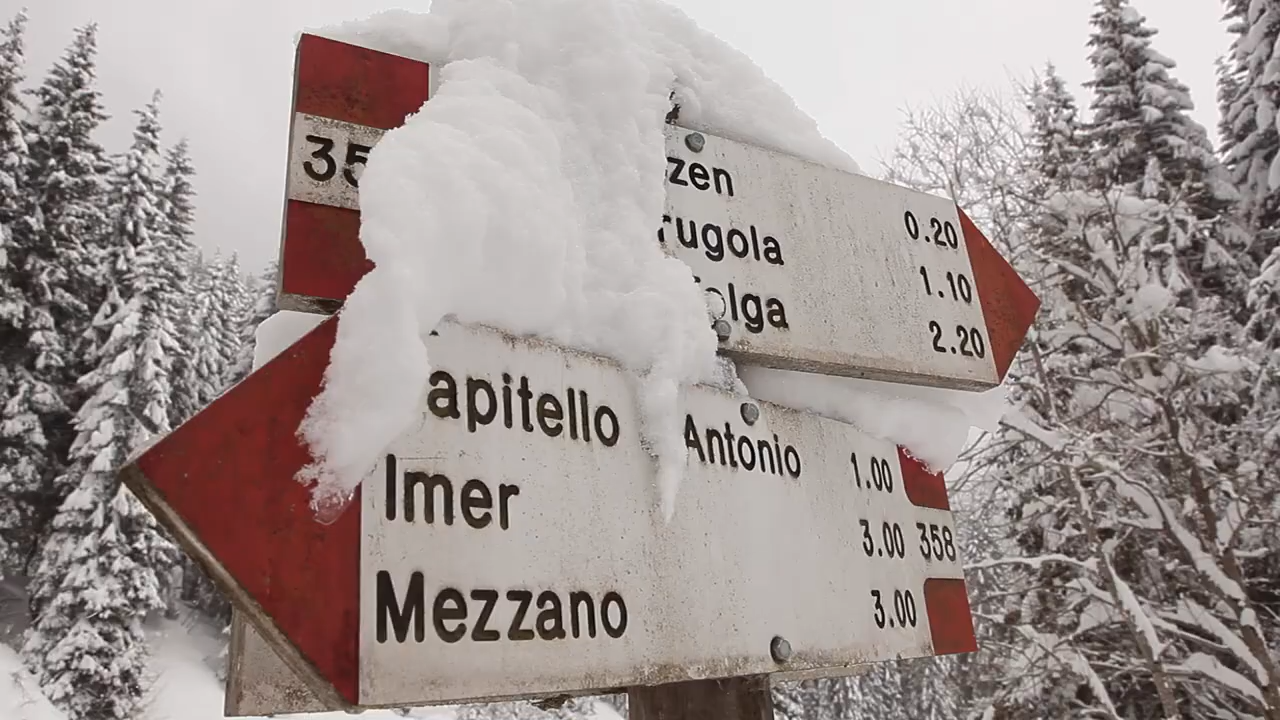 35
zen 0.20
rugola 1.10
olga 2.20
apitello Antonio 1.00
Imer 3.00 358
Mezzano 3.00